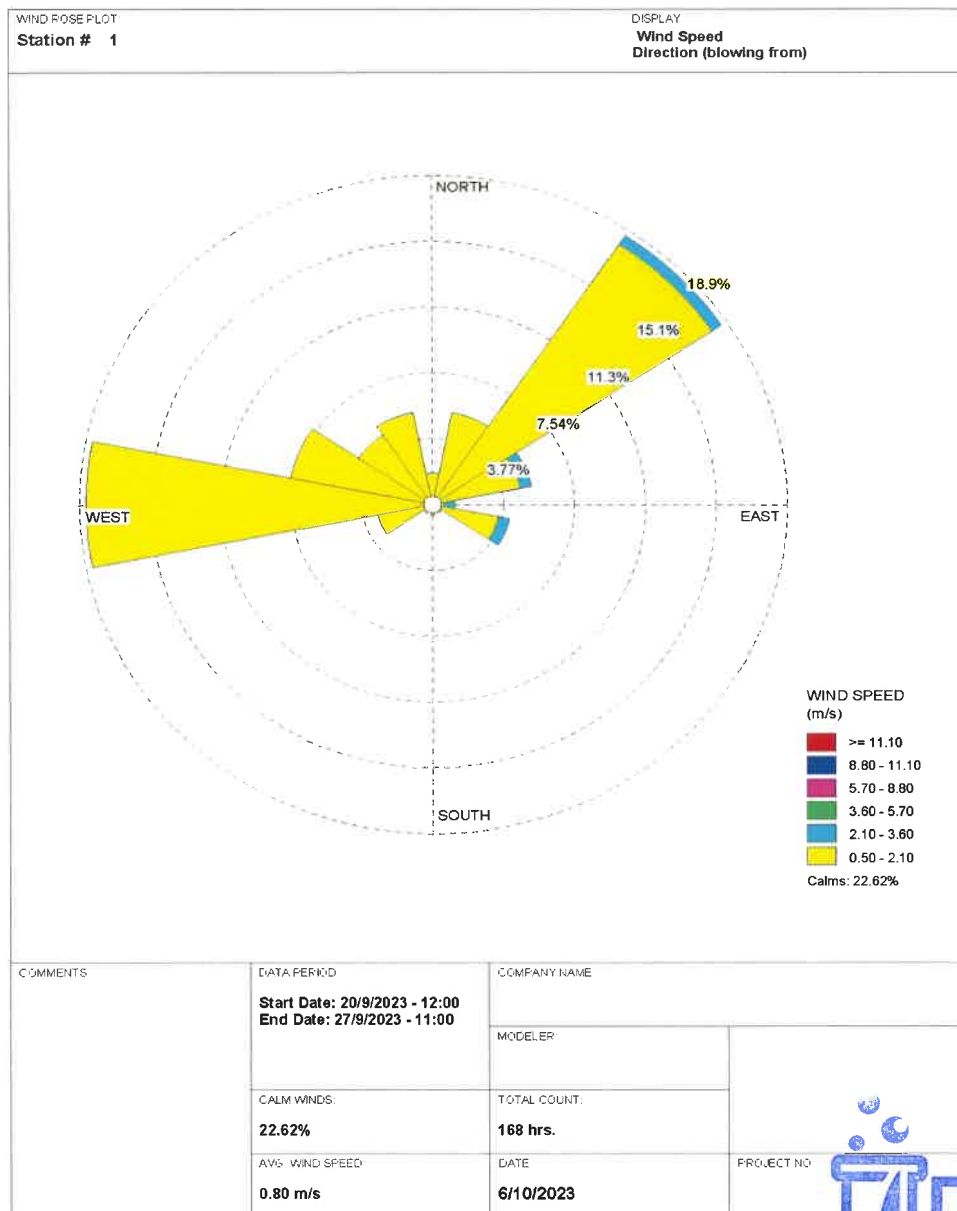 WIND ROSE PLOT
Station # 1
DISPLAY
Wind Speed
Direction (blowing from)
NORTH
18.9%
15.1%
11.3%
7.54%
3.77%
WEST
EAST
SOUTH
WIND SPEED
(m/s)
>= 11.10
8.80 - 11.10
5.70 - 8.80
3.60 - 5.70
2.10 - 3.60
0.50 - 2.10
Calms: 22.62%
COMMENTS
DATA PERIOD
Start Date: 20/9/2023 - 12:00
End Date: 27/9/2023 - 11:00
COMPANY NAME
MODELER
CALM WINDS:
22.62%
TOTAL COUNT:
168 hrs.
AVG. WIND SPEED
0.80 m/s
DATE
6/10/2023
PROJECT NO